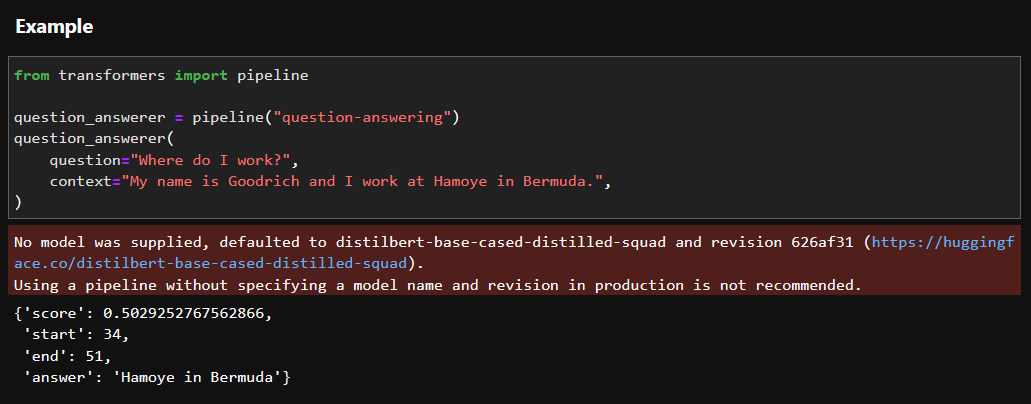 Example
from transformers import pipeline
question_answerer = pipeline("question-answering")
question_answerer(
    question="Where do I work?",
    context="My name is Goodrich and I work at Hamoye in Bermuda.",
)
No model was supplied, defaulted to distilbert-base-cased-distilled-squad and revision 626af31 (https://huggingf
ace.co/distilbert-base-cased-distilled-squad).
Using a pipeline without specifying a model name and revision in production is not recommended.
{'score': 0.5029252767562866,
 'start': 34,
 'end': 51,
 'answer': 'Hamoye in Bermuda'}